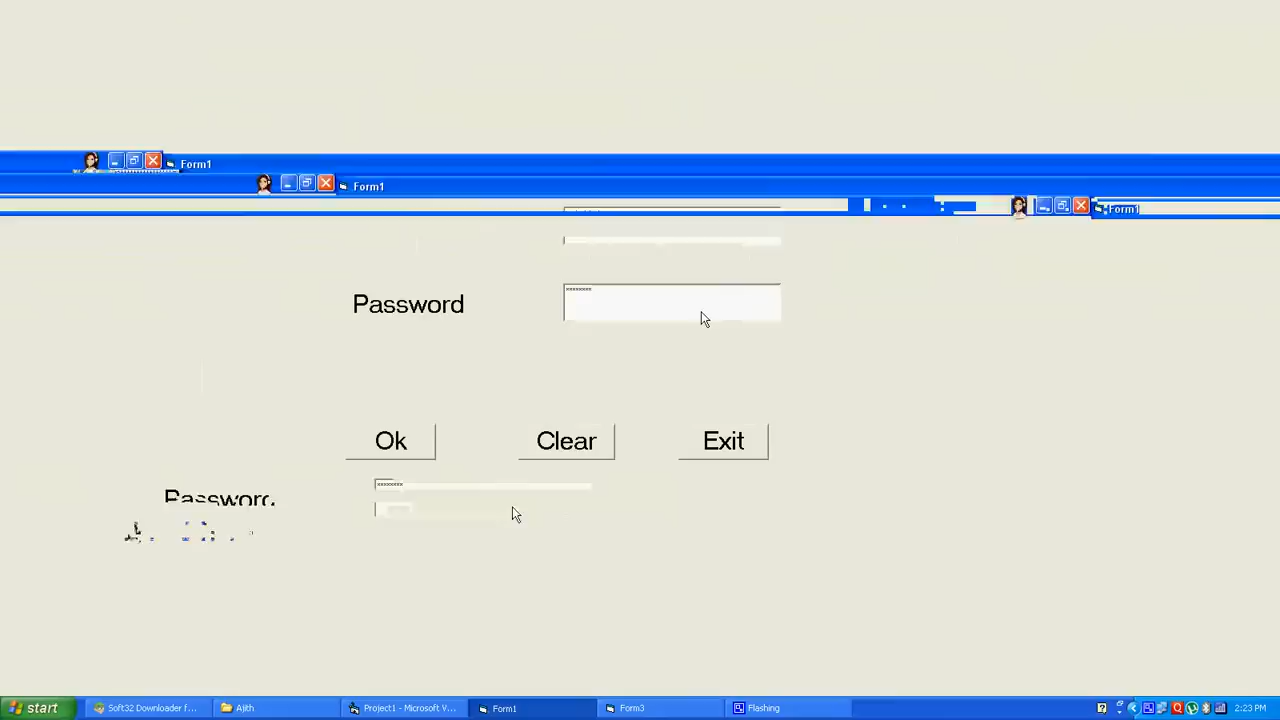 Form1
Form1
Form1
********
Password
Ok
Clear
Exit
********
Password
start
Soft32 Downloader f...
Ajith
Project1 - Microsoft V...
Form1
Form3
Flashing
2:23 PM